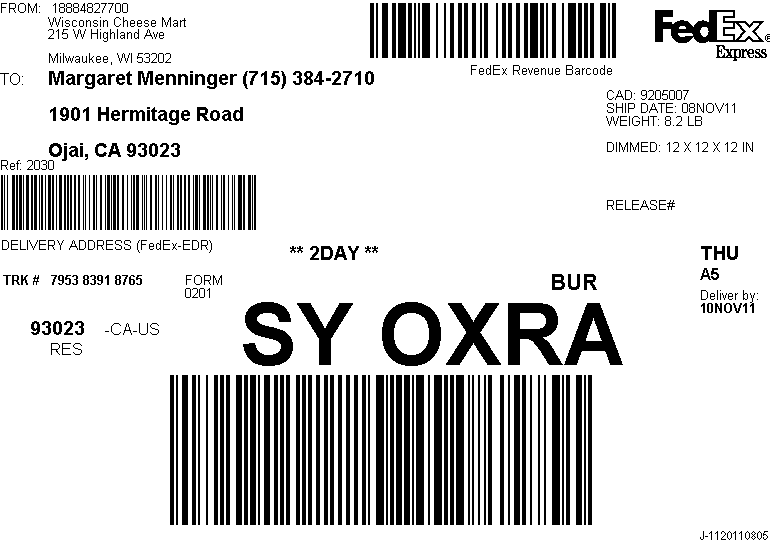 FROM: 18884827700
Wisconsin Cheese Mart
215 W Highland Ave
Milwaukee, WI 53202
FedEx Revenue Barcode
FedEx®
Express
TO: Margaret Menninger (715) 384-2710
1901 Hermitage Road
Ojai, CA 93023
CAD: 9205007
SHIP DATE: 08NOV11
WEIGHT: 8.2 LB
DIMMED: 12 X 12 X 12 IN
Ref: 2030
RELEASE#
DELIVERY ADDRESS (FedEx-EDR)
** 2DAY **
THU
A5
Deliver by:
10NOV11
TRK # 7953 8391 8765
FORM
0201
BUR
93023 -CA-US
RES
SY OXRA
J-1120110805